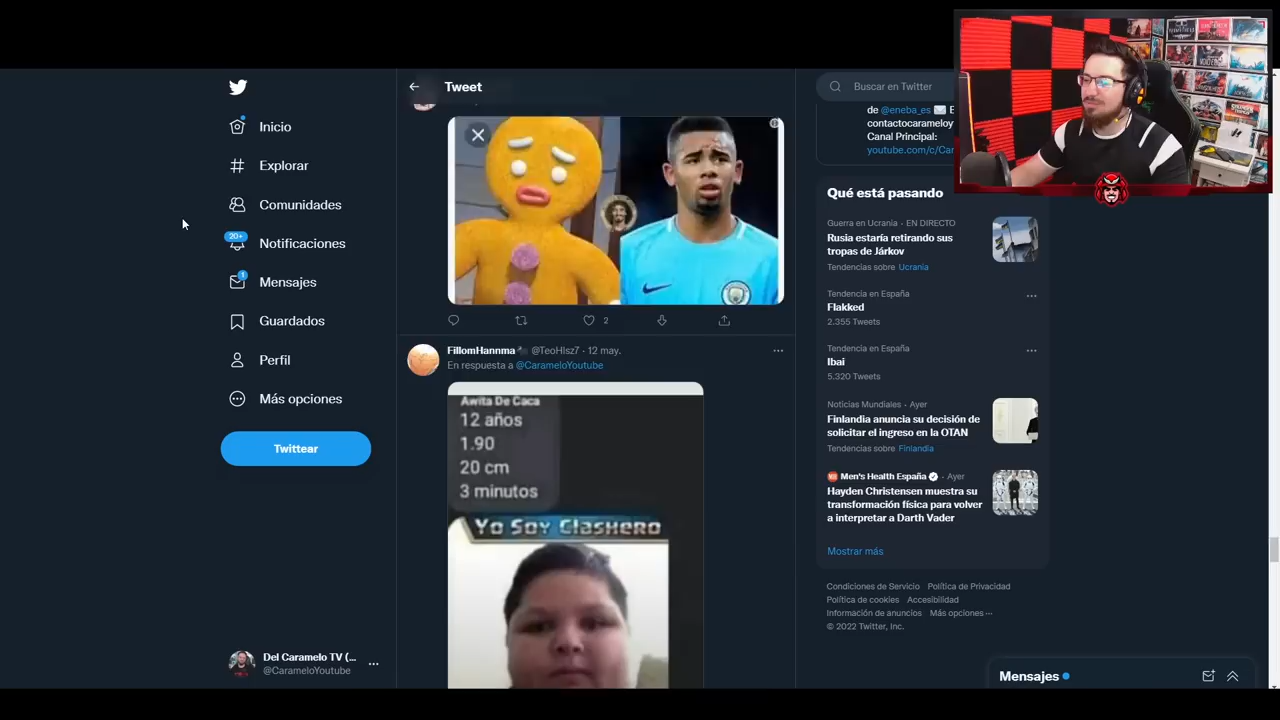 Inicio
Explorar
Comunidades
20+
Notificaciones
1
Mensajes
Guardados
Perfil
Más opciones
Twittear
Del Caramelo TV (...
@CarameloYoutube
Tweet
2
FillomHannma @TeoHlsz7 · 12 may.
En respuesta a @CarameloYoutube
Awita De Caca
12 años
1.90
20 cm
3 minutos
Yo Soy Clashero
Buscar en Twitter
de @eneba_es
contactocarameloy
Canal Principal:
youtube.com/c/Car
Qué está pasando
Guerra en Ucrania · EN DIRECTO
Rusia estaría retirando sus
tropas de Járkov
Tendencias sobre Ucrania
Tendencia en España
Flakked
2.355 Tweets
Tendencia en España
Ibai
5.320 Tweets
Noticias Mundiales · Ayer
Finlandia anuncia su decisión de
solicitar el ingreso en la OTAN
Tendencias sobre Finlandia
Men's Health España · Ayer
Hayden Christensen muestra su
transformación física para volver
a interpretar a Darth Vader
Mostrar más
Condiciones de Servicio Política de Privacidad
Política de cookies Accesibilidad
Información de anuncios Más opciones ···
© 2022 Twitter, Inc.
Mensajes